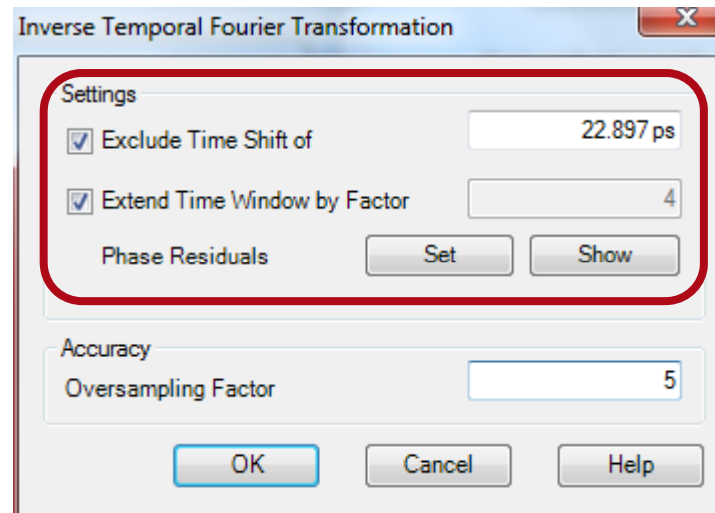 Inverse Temporal Fourier Transformation
Settings
Exclude Time Shift of 22.897 ps
Extend Time Window by Factor 4
Phase Residuals Set Show
Accuracy
Oversampling Factor 5
OK Cancel Help